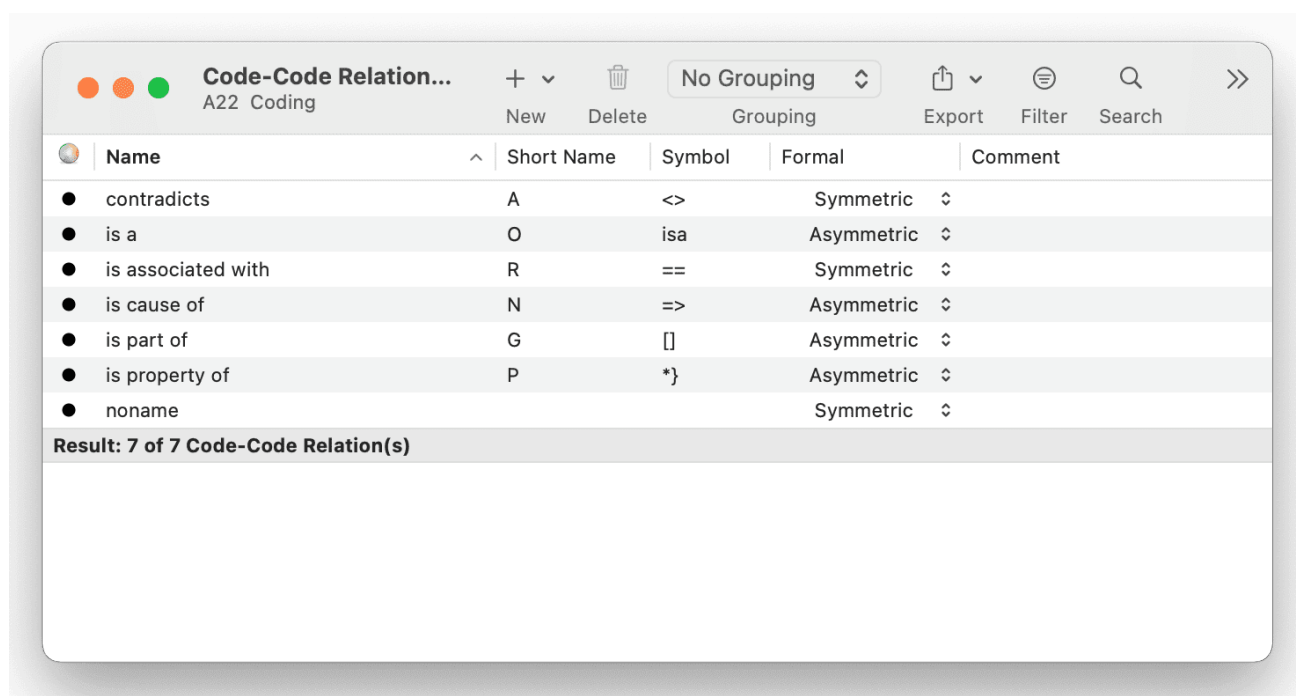 Code-Code Relation...
A22 Coding
New Delete No Grouping Grouping Export Filter Search
Name Short Name Symbol Formal Comment
contradicts A <> Symmetric
is a O isa Asymmetric
is associated with R == Symmetric
is cause of N => Asymmetric
is part of G [] Asymmetric
is property of P *} Asymmetric
noname Symmetric
Result: 7 of 7 Code-Code Relation(s)